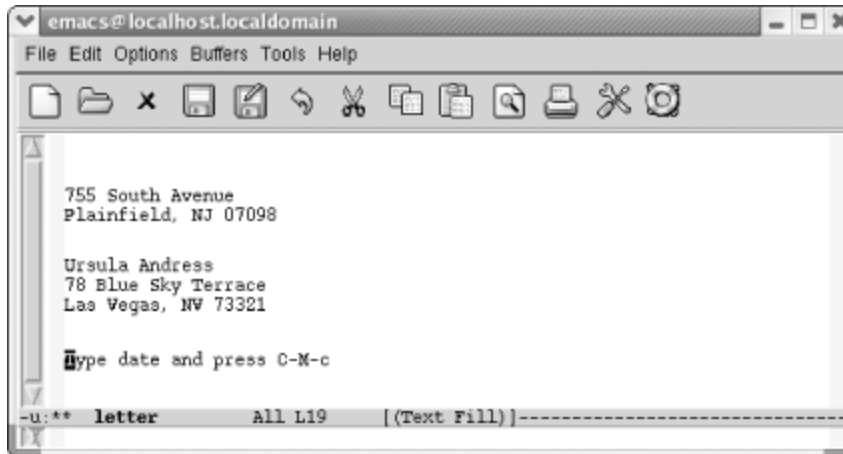 emacs@localhost.localdomain
File Edit Options Buffers Tools Help
755 South Avenue
Plainfield, NJ 07098
Ursula Andress
78 Blue Sky Terrace
Las Vegas, NV 73321
Type date and press C-M-c
-u:** letter All L19 [(Text Fill)]------------------------------